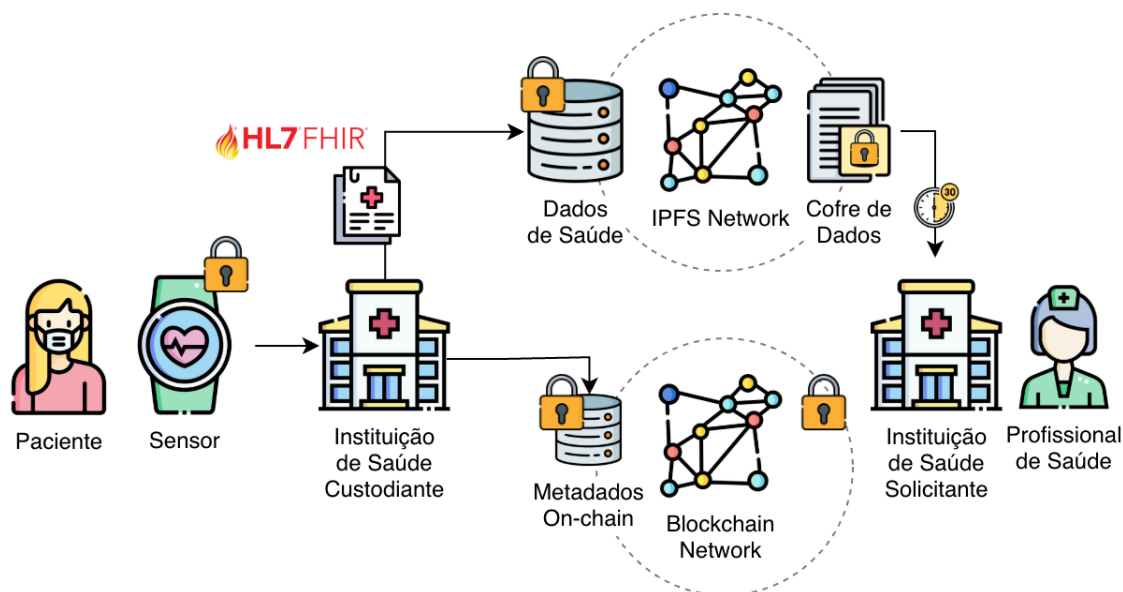 HL7 FHIR®
30
Dados
de Saúde
IPFS Network
Cofre de
Dados
Paciente
Sensor
Instituição
de Saúde
Custodiante
Metadados
On-chain
Blockchain
Network
Instituição
de Saúde
Solicitante
Profissional
de Saúde